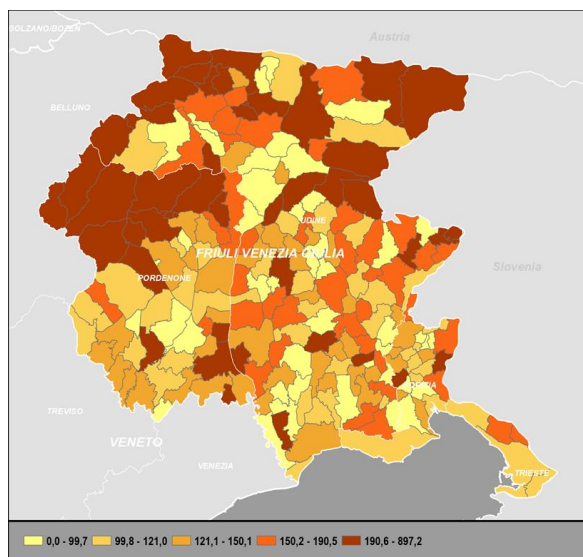 BOLZANO/BOZEN
Austria
BELLUNO
UDINE
FRIULI VENEZIA GIULIA
Slovenia
PORDENONE
GORIZIA
TREVISO
VENETO
VENEZIA
TRIESTE
0,0 - 99,7
99,8 - 121,0
121,1 - 150,1
150,2 - 190,5
190,6 - 897,2